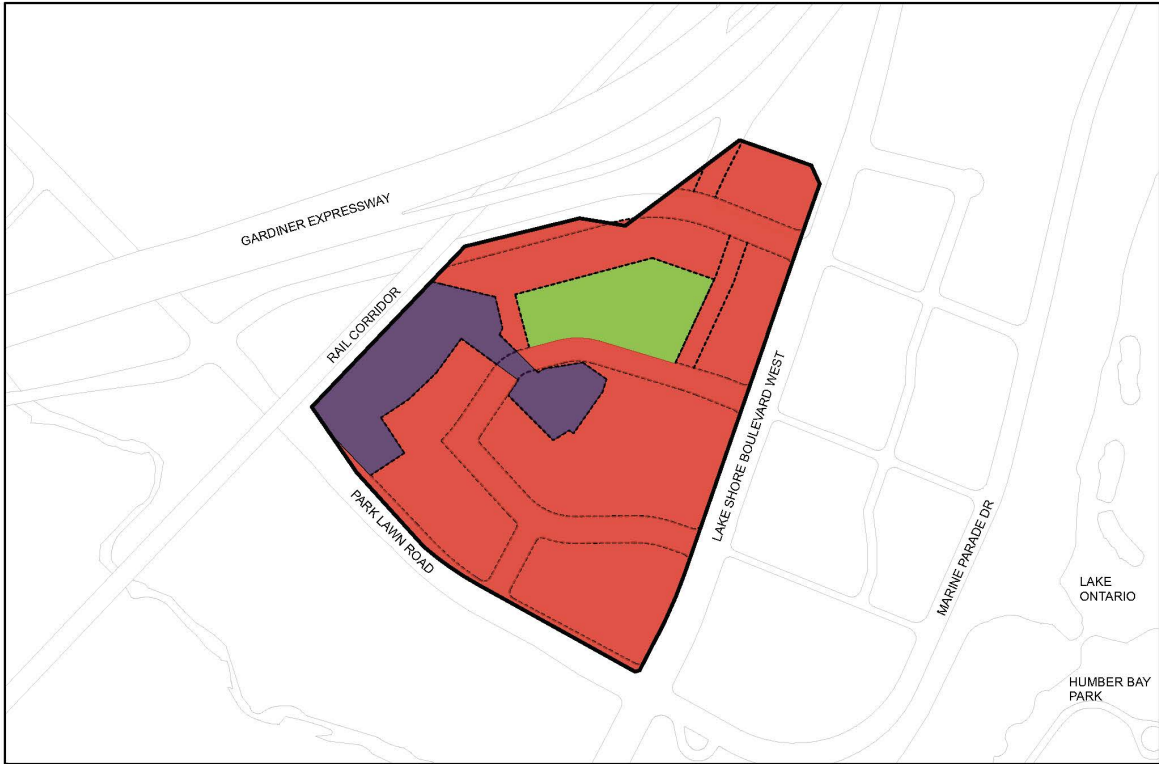 GARDINER EXPRESSWAY
RAIL CORRIDOR
PARK LAWN ROAD
LAKE SHORE BOULEVARD WEST
MARINE PARADE DR
LAKE
ONTARIO
HUMBER BAY
PARK